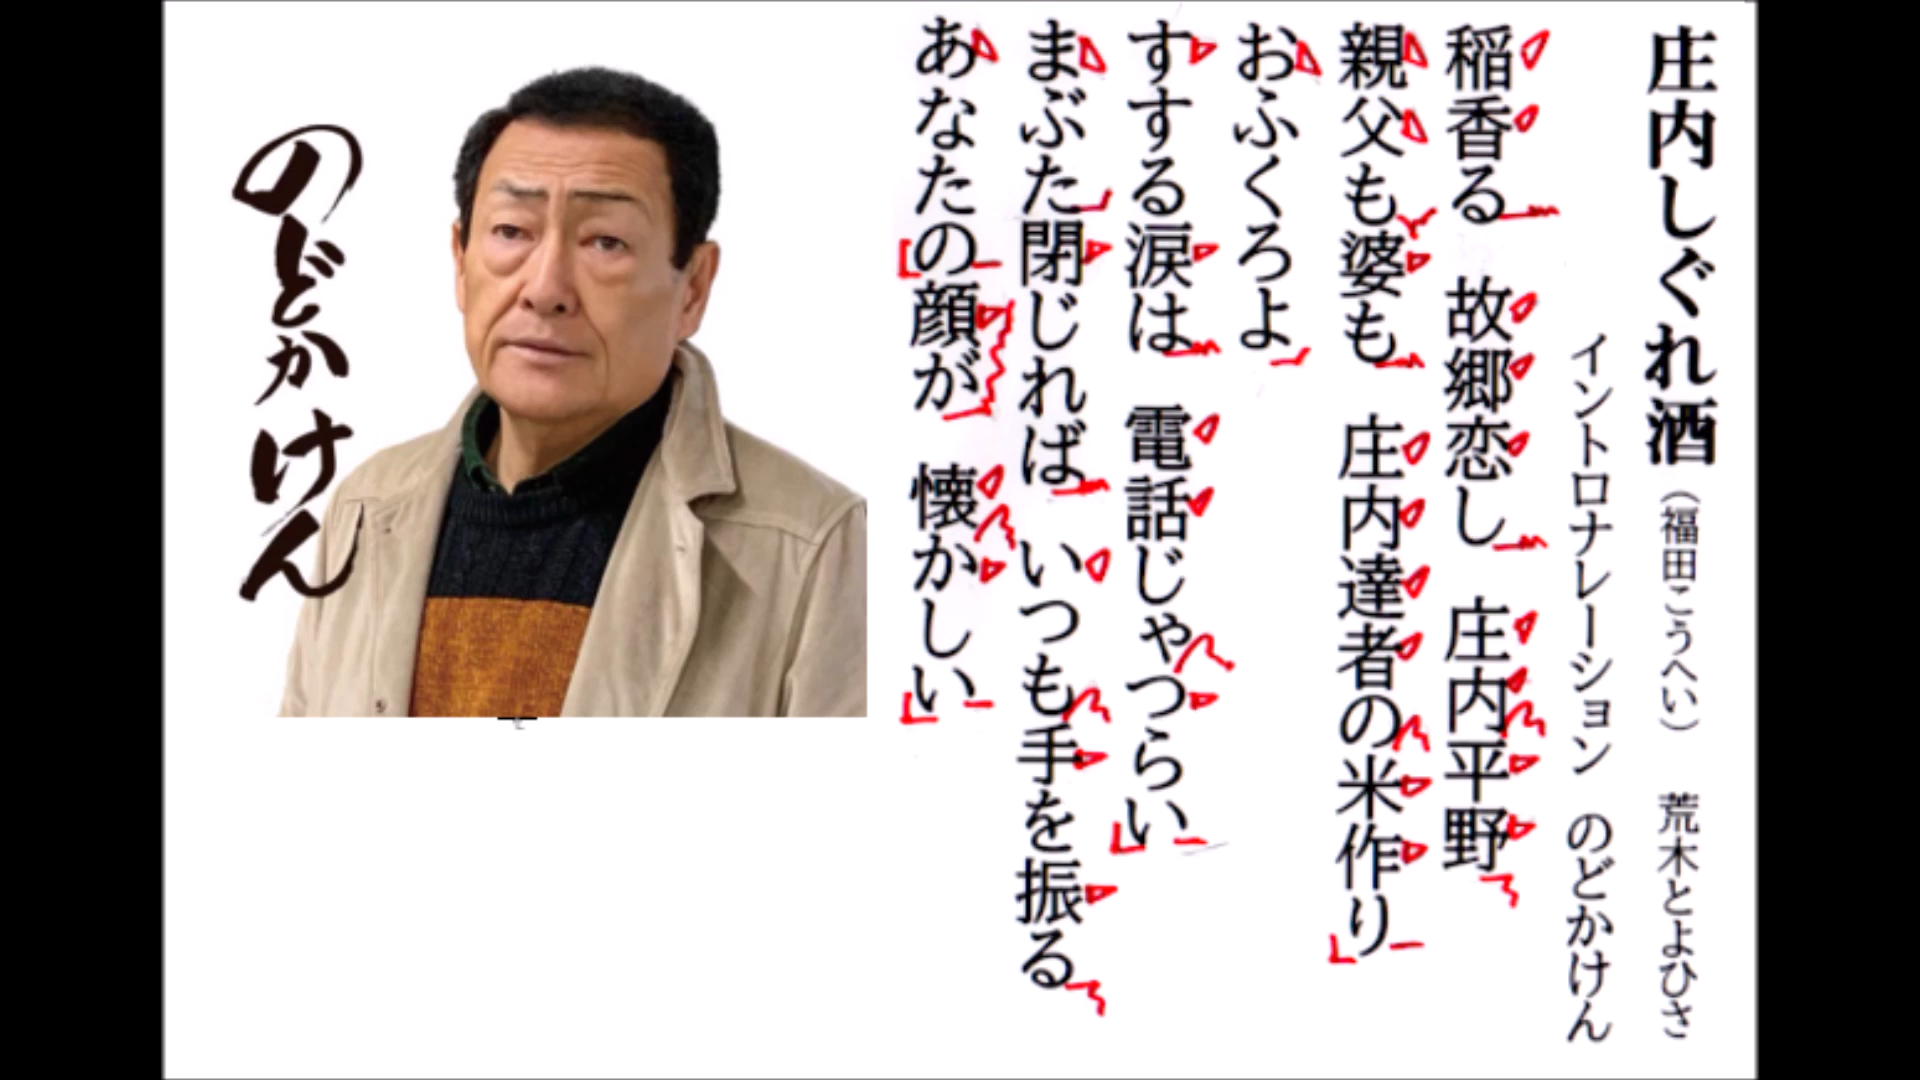 庄内しぐれ酒（福田こうへい）　荒木とよひさ
イントロナレーション　のどかけん
稲香る　故郷恋し　庄内平野
親父も婆も　庄内達者の米作り
おふくろよ
すする涙は　電話じゃつらい
まぶた閉じれば　いつも手を振る
あなたの顔が　懐かしい
のどかけん